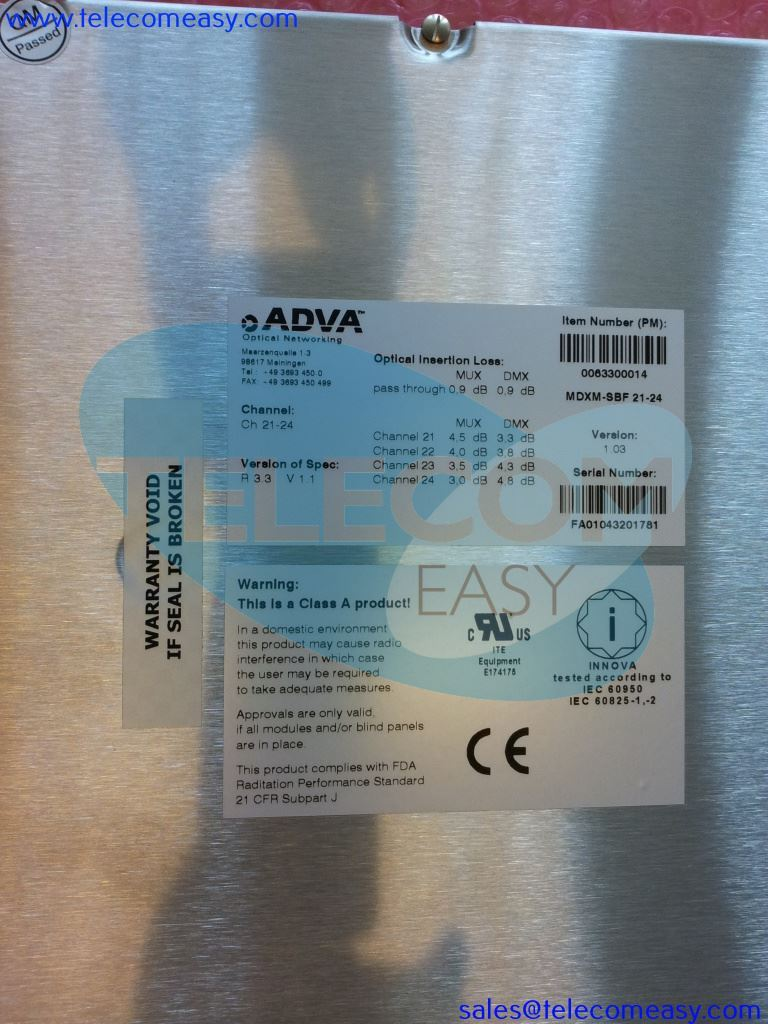 www.telecomeasy.com
Passed
ADVA™
Optical Networking
Maerzenquelle 1-3
98617 Meiningen
Tel.: +49 3693 450 0
FAX: +49 3693 450 499
Optical Insertion Loss:
MUX DMX
pass through 0,9 dB 0,9 dB
Item Number (PM):
0063300014
MDXM-SBF 21-24
Channel:
Ch 21-24
MUX DMX
Channel 21 4,5 dB 3,3 dB
Channel 22 4,0 dB 3,8 dB
Channel 23 3,5 dB 4,3 dB
Channel 24 3,0 dB 4,8 dB
Version:
1.03
Version of Spec:
R 3.3 V 1.1
Serial Number:
FA01043201781
TELECOM
EASY
WARRANTY VOID
IF SEAL IS BROKEN
Warning:
This is a Class A product!
In a domestic environment
this product may cause radio
interference in which case
the user may be required
to take adequate measures.
Approvals are only valid,
if all modules and/or blind panels
are in place.
This product complies with FDA
Raditation Performance Standard
21 CFR Subpart J
C RU US
ITE
Equipment
E174176
i
INNOVA
tested according to
IEC 60950
IEC 60825-1,-2
CE
sales@telecomeasy.com